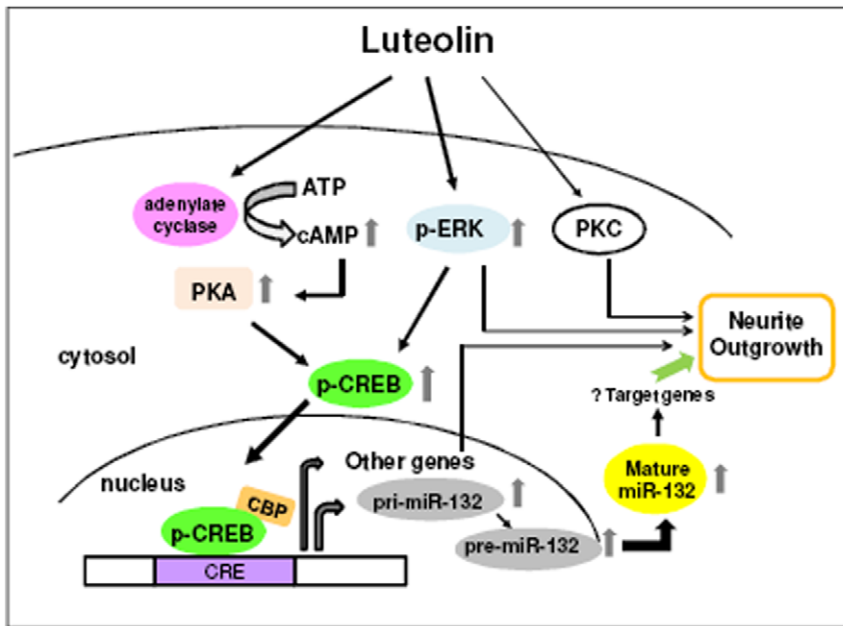 Luteolin
adenylate
cyclase
ATP
cAMP
p-ERK
PKC
PKA
Neurite
Outgrowth
cytosol
p-CREB
? Target genes
Other genes
nucleus
CBP
pri-miR-132
Mature
miR-132
p-CREB
pre-miR-132
CRE